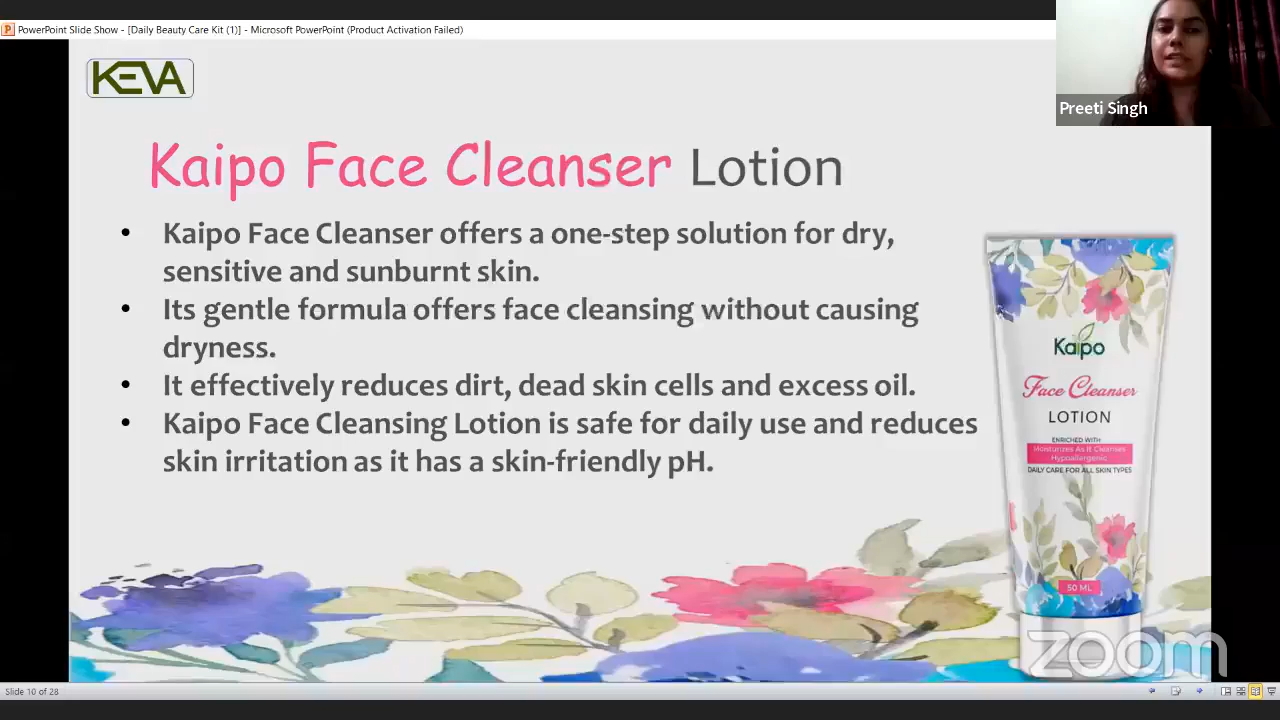 PowerPoint Slide Show - [Daily Beauty Care Kit (1)] - Microsoft PowerPoint (Product Activation Failed)
Preeti Singh
KEVA
Kaipo Face Cleanser Lotion
• Kaipo Face Cleanser offers a one-step solution for dry,
sensitive and sunburnt skin.
• Its gentle formula offers face cleansing without causing
dryness.
• It effectively reduces dirt, dead skin cells and excess oil.
• Kaipo Face Cleansing Lotion is safe for daily use and reduces
skin irritation as it has a skin-friendly pH.
Kaipo
Face Cleanser
LOTION
ENRICHED WITH
Moisturizes As It Cleanses
Hypoallergenic
DAILY CARE FOR ALL SKIN TYPES
50 ML
zoom
Slide 10 of 28